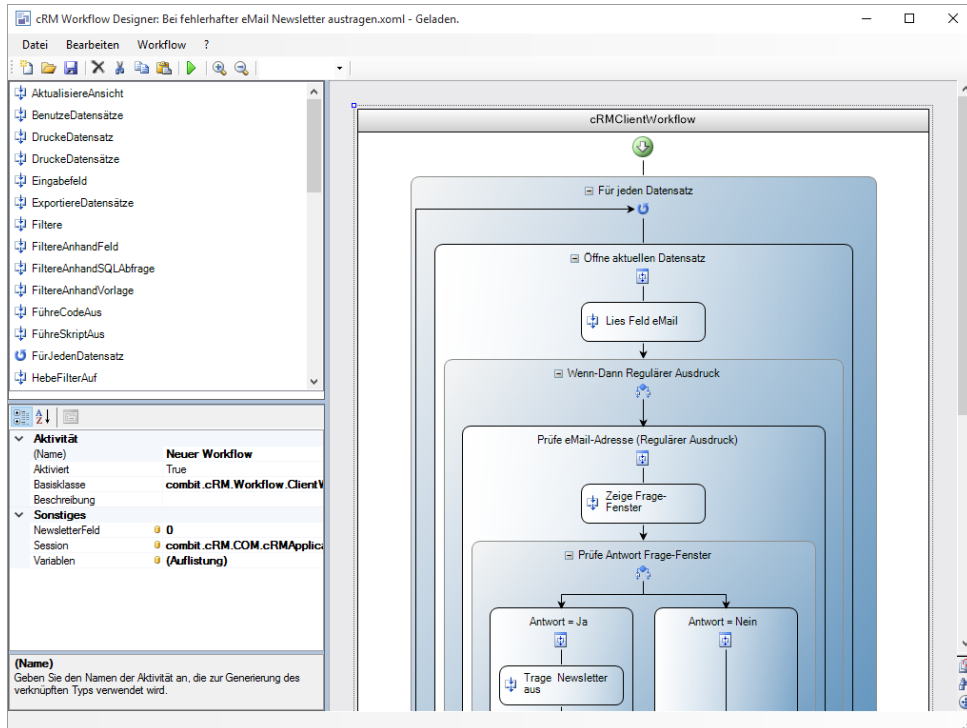 cRM Workflow Designer: Bei fehlerhafter eMail Newsletter austragen.xoml - Geladen.
Datei Bearbeiten Workflow ?
AktualisiereAnsicht
BenutzeDatensätze
DruckeDatensatz
DruckeDatensätze
Eingabefeld
ExportiereDatensätze
Filtere
FiltereAnhandFeld
FiltereAnhandSQLAbfrage
FiltereAnhandVorlage
FühreCodeAus
FühreSkriptAus
FürJedenDatensatz
HebeFilterAuf
Aktivität
(Name) Neuer Workflow
Aktiviert True
Basisklasse combit.cRM.Workflow.ClientW
Beschreibung
Sonstiges
NewsletterFeld 0
Session combit.cRM.COM.cRMApplica
Variablen (Auflistung)
(Name)
Geben Sie den Namen der Aktivität an, die zur Generierung des
verknüpften Typs verwendet wird.
cRMClientWorkflow
Für jeden Datensatz
Öffne aktuellen Datensatz
Lies Feld eMail
Wenn-Dann Regulärer Ausdruck
Prüfe eMail-Adresse (Regulärer Ausdruck)
Zeige Frage-
Fenster
Prüfe Antwort Frage-Fenster
Antwort = Ja
Antwort = Nein
Trage Newsletter
aus